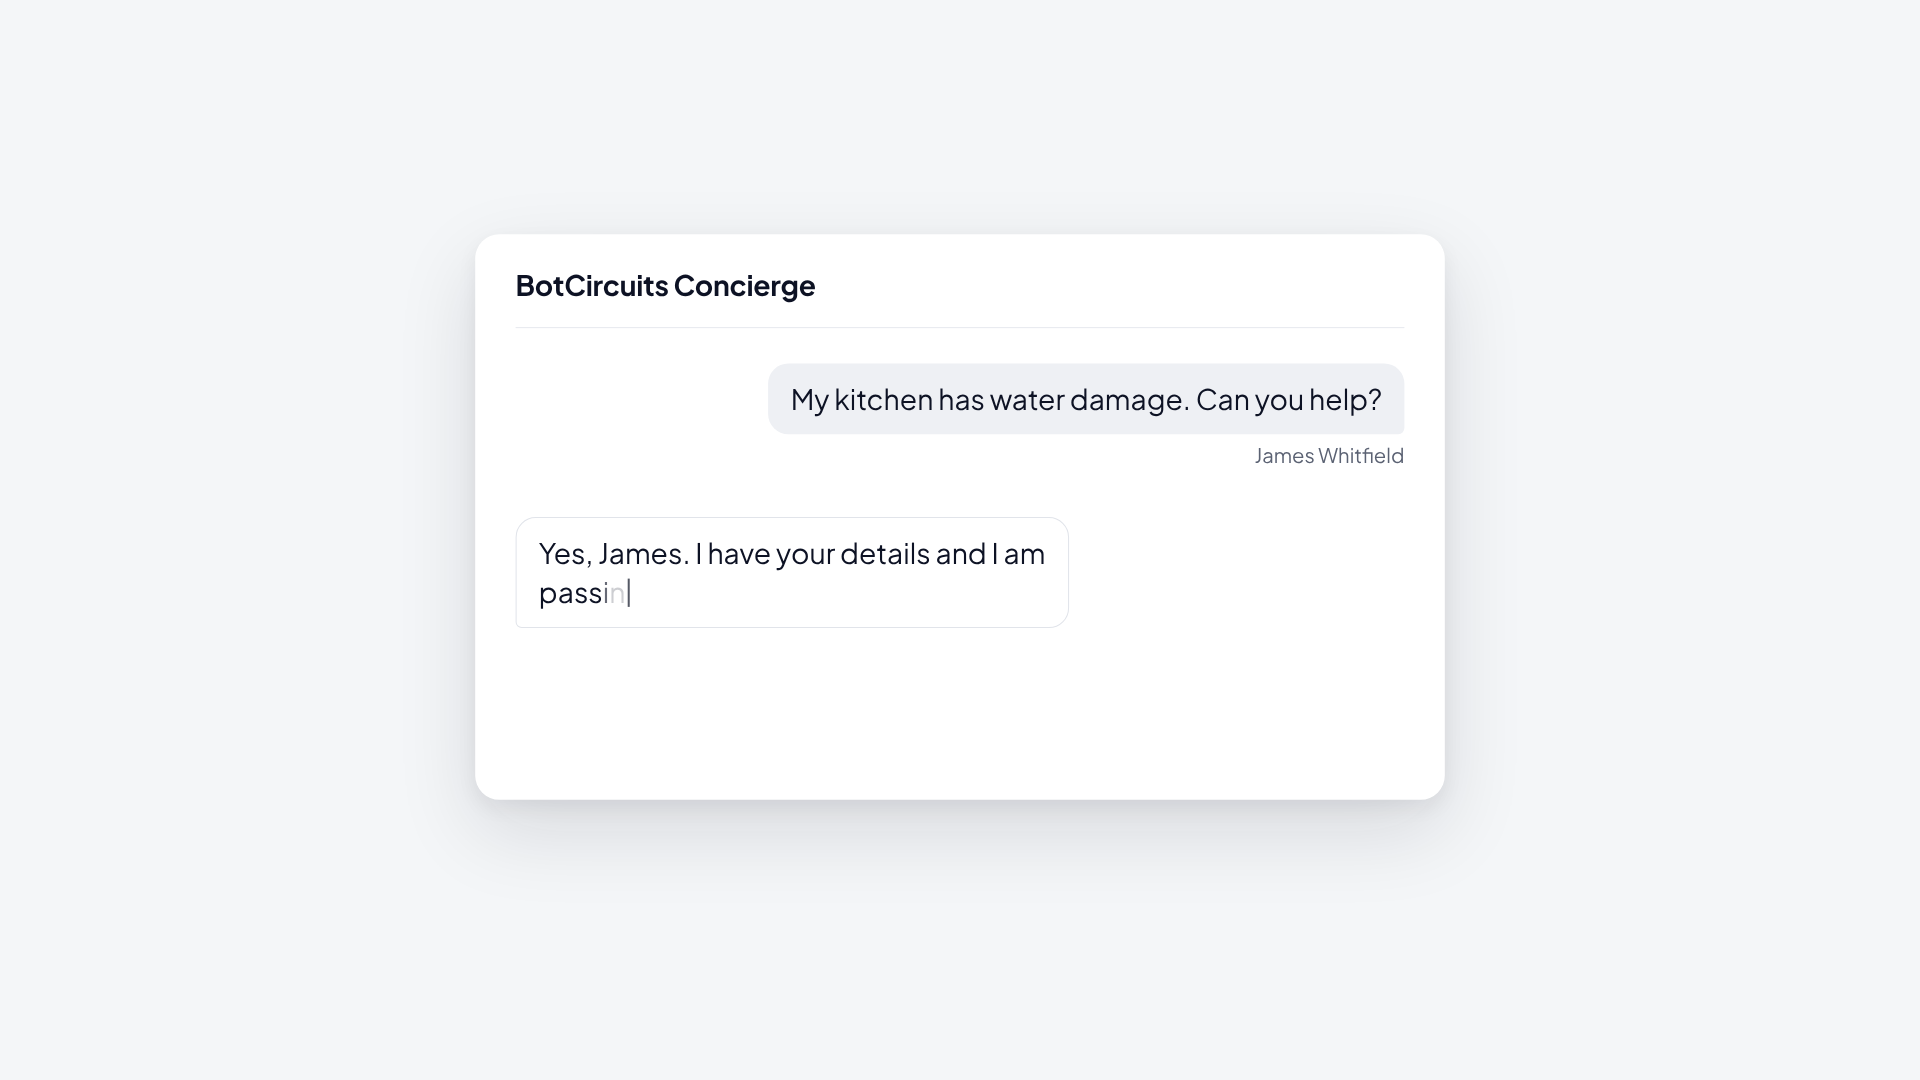 BotCircuits Concierge
My kitchen has water damage. Can you help?
James Whitfield
Yes, James. I have your details and I am
passin